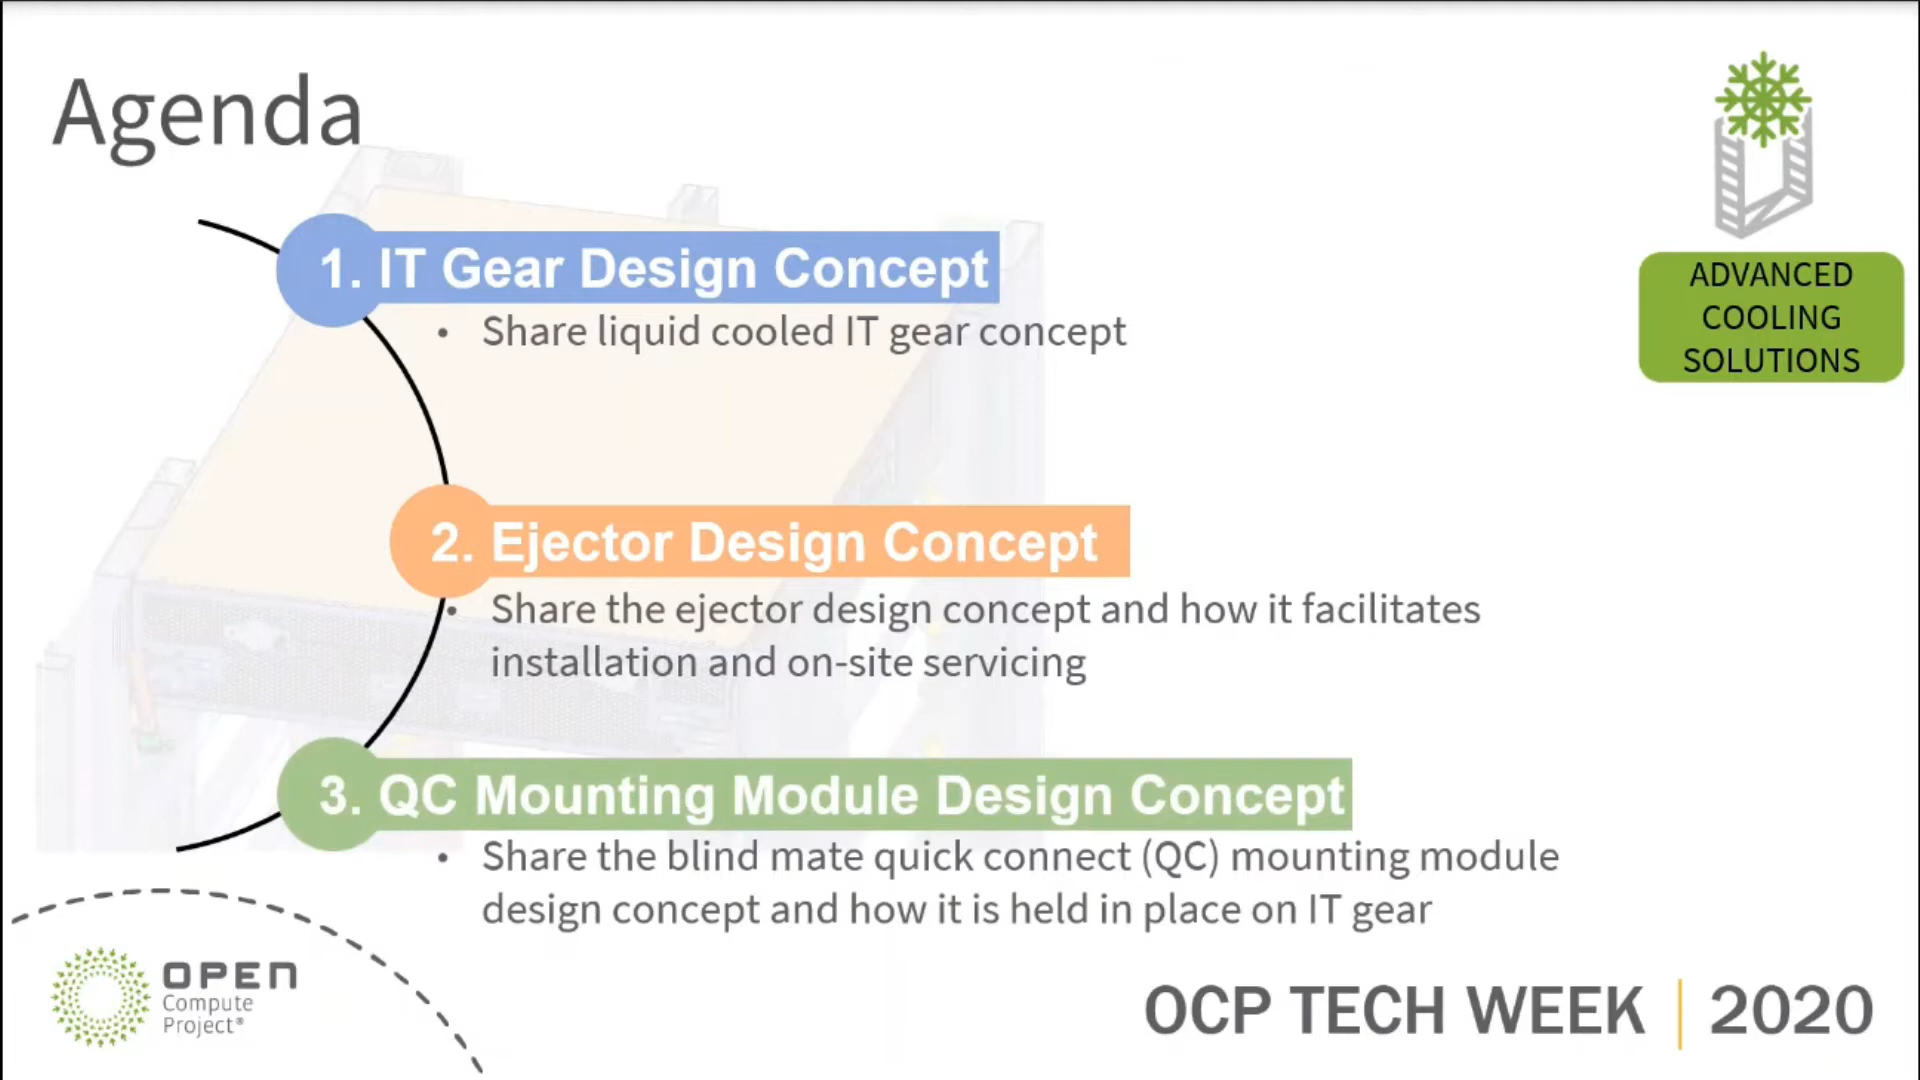 Agenda
1. IT Gear Design Concept
• Share liquid cooled IT gear concept
2. Ejector Design Concept
• Share the ejector design concept and how it facilitates
installation and on-site servicing
3. QC Mounting Module Design Concept
• Share the blind mate quick connect (QC) mounting module
design concept and how it is held in place on IT gear
ADVANCED
COOLING
SOLUTIONS
OPEN
Compute
Project®
OCP TECH WEEK | 2020